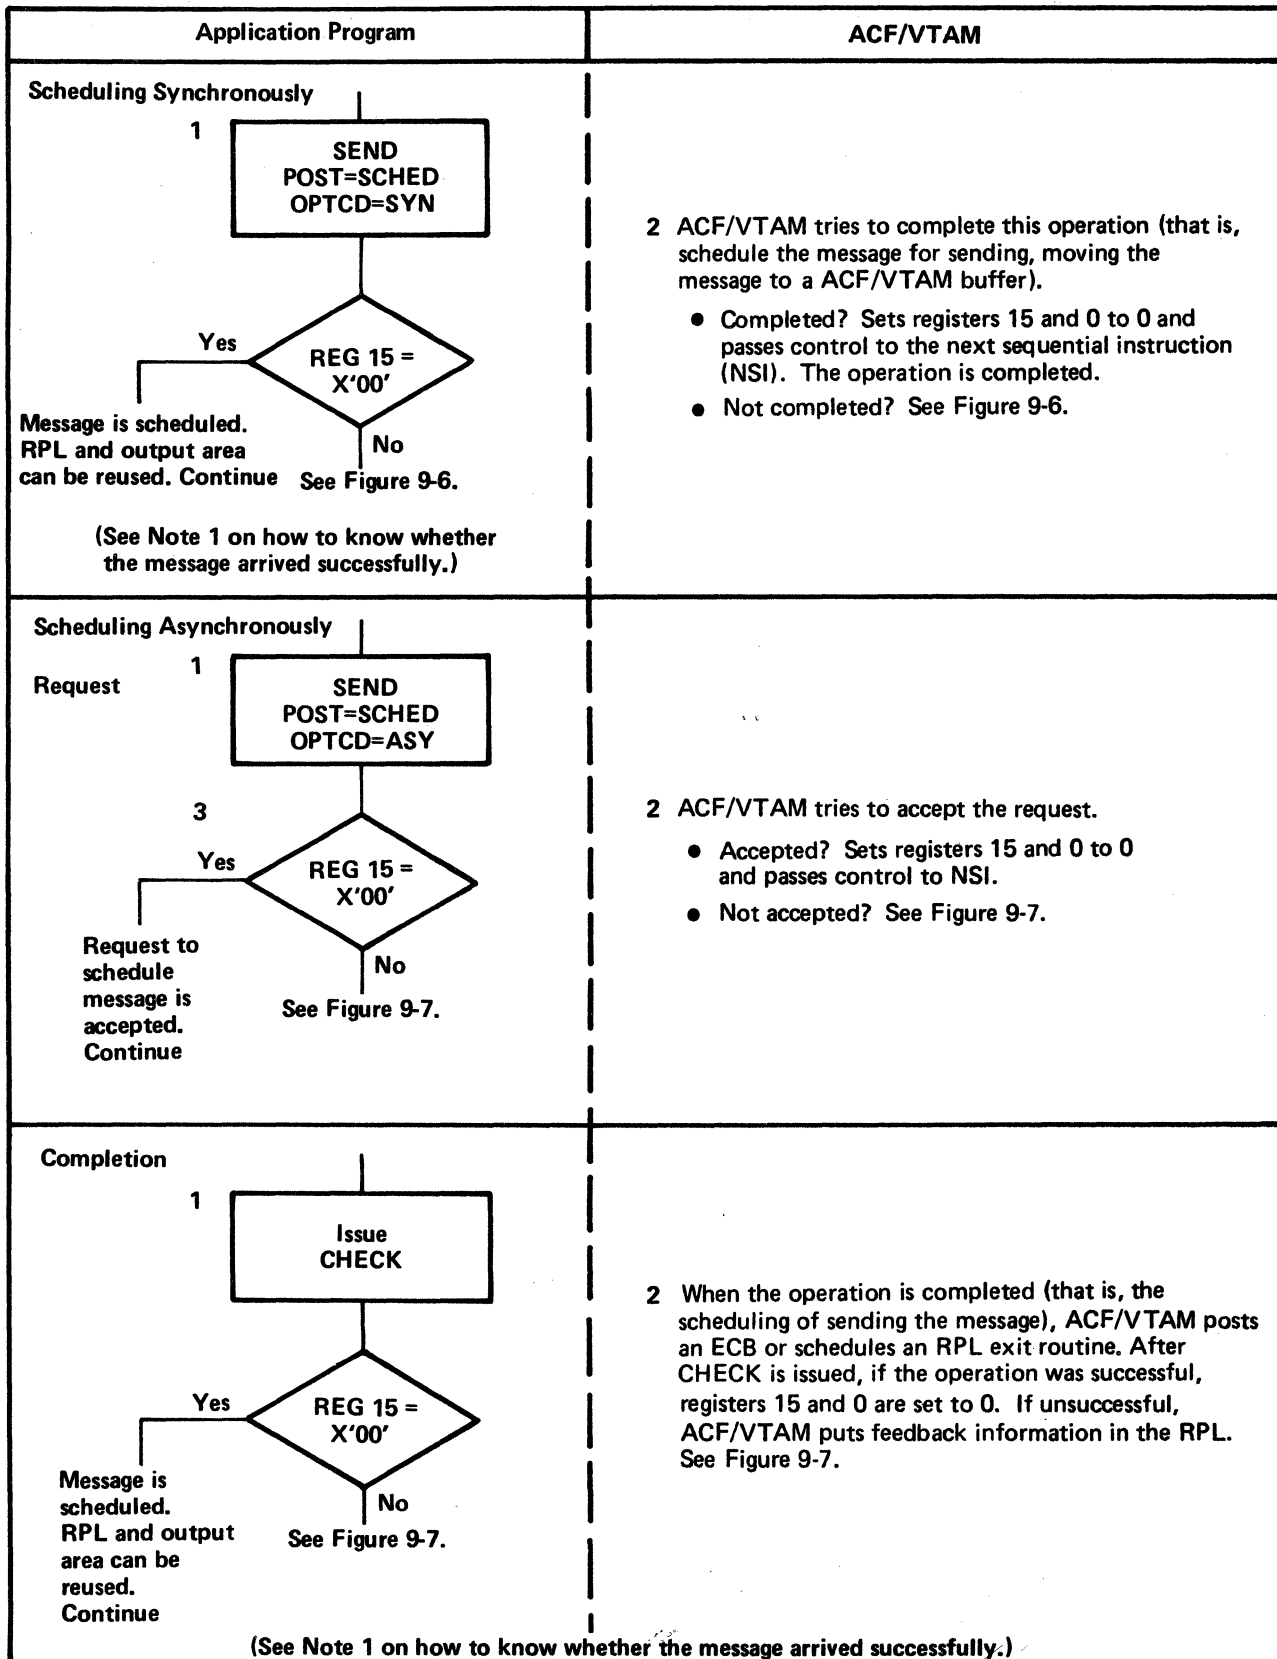 Application Program
ACF/VTAM
Scheduling Synchronously
1
SEND
POST=SCHED
OPTCD=SYN
REG 15 =
X'00'
Yes
No
Message is scheduled.
RPL and output area
can be reused. Continue
See Figure 9-6.
(See Note 1 on how to know whether
the message arrived successfully.)
2 ACF/VTAM tries to complete this operation (that is,
schedule the message for sending, moving the
message to a ACF/VTAM buffer).
● Completed? Sets registers 15 and 0 to 0 and
passes control to the next sequential instruction
(NSI). The operation is completed.
● Not completed? See Figure 9-6.
Scheduling Asynchronously
Request
1
SEND
POST=SCHED
OPTCD=ASY
3
REG 15 =
X'00'
Yes
No
Request to
schedule
message is
accepted.
Continue
See Figure 9-7.
2 ACF/VTAM tries to accept the request.
● Accepted? Sets registers 15 and 0 to 0
and passes control to NSI.
● Not accepted? See Figure 9-7.
Completion
1
Issue
CHECK
REG 15 =
X'00'
Yes
No
Message is
scheduled.
RPL and output
area can be
reused.
Continue
See Figure 9-7.
2 When the operation is completed (that is, the
scheduling of sending the message), ACF/VTAM posts
an ECB or schedules an RPL exit routine. After
CHECK is issued, if the operation was successful,
registers 15 and 0 are set to 0. If unsuccessful,
ACF/VTAM puts feedback information in the RPL.
See Figure 9-7.
(See Note 1 on how to know whether the message arrived successfully.)